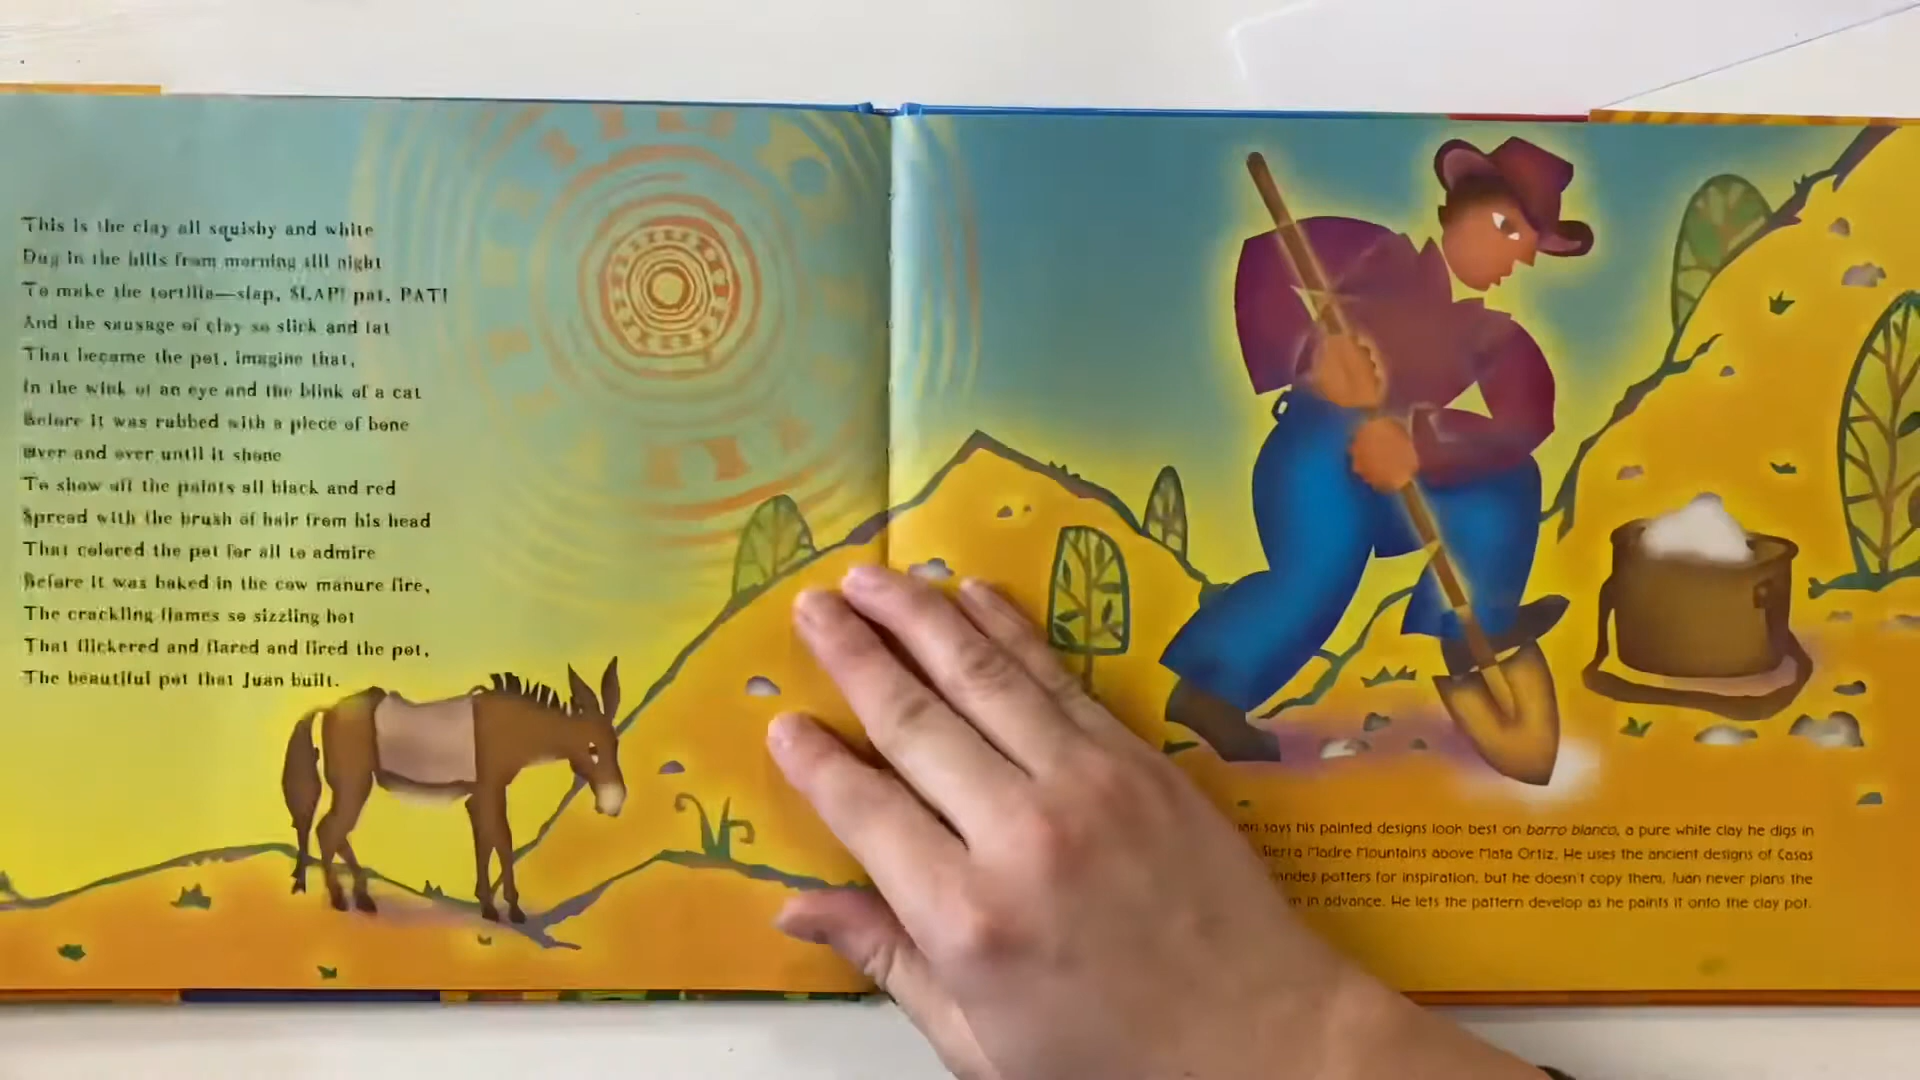 This is the clay all squishy and white
Dug in the hills from morning till night
To make the tortilla—slap, SLAP! pat, PAT!
And the sausage of clay so slick and fat
That became the pot, imagine that,
In the wink of an eye and the blink of a cat
Before it was rubbed with a piece of bone
Over and over until it shone
To show off the paints all black and red
Spread with the brush of hair from his head
That colored the pot for all to admire
Before it was baked in the cow manure fire,
The crackling flames so sizzling hot
That flickered and flared and fired the pot,
The beautiful pot that Juan built.
says his painted designs look best on barro blanco, a pure white clay he digs in
Sierra Madre Mountains above Mata Ortiz. He uses the ancient designs of Casas
potters for inspiration, but he doesn't copy them. Juan never plans the
in advance. He lets the pattern develop as he paints it onto the clay pot.